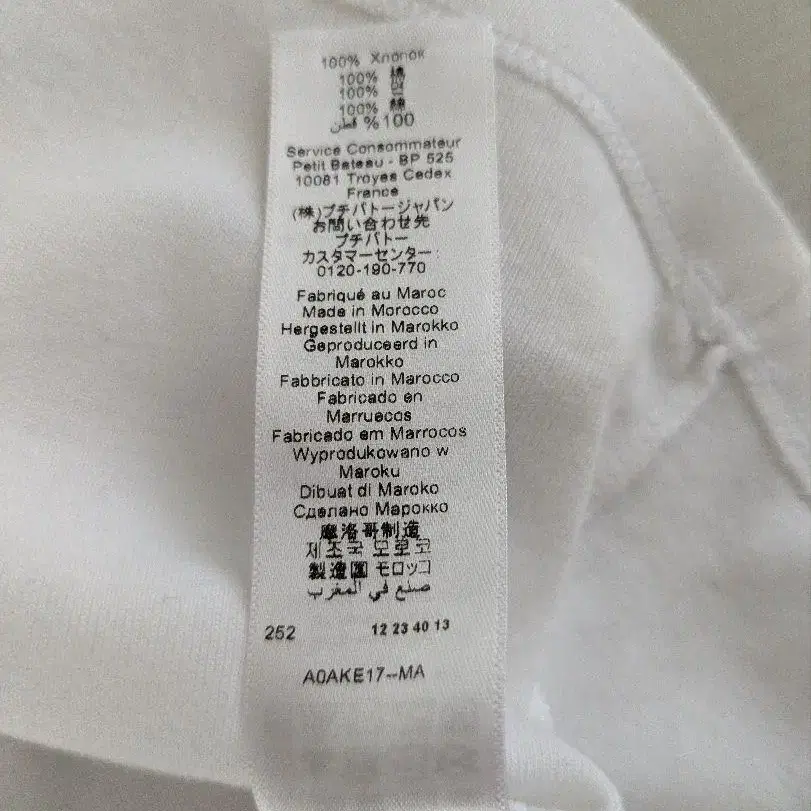 100% Хлопок
100% 棉
100% 면
100% 綿
100% قطن
Service Consommateur
Petit Bateau - BP 525
10081 Troyes Cedex
France
(株)プチバトージャパン
お問い合わせ先
プチバトー
カスタマーセンター:
0120-190-770
Fabriqué au Maroc
Made in Morocco
Hergestellt in Marokko
Geproduceerd in
Marokko
Fabbricato in Marocco
Fabricado en
Marruecos
Fabricado em Marrocos
Wyprodukowano w
Maroku
Dibuat di Maroko
Сделано Марокко
摩洛哥制造
제조국 모로코
製造國 モロッコ
صنع في المغرب
252 12 23 40 13
A0AKE17-MA